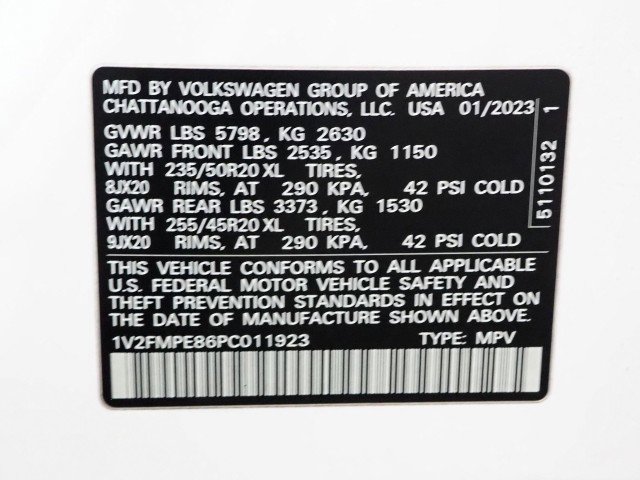 MFD BY VOLKSWAGEN GROUP OF AMERICA
CHATTANOOGA OPERATIONS, LLC. USA 01/2023
GVWR LBS 5798, KG 2630
GAWR FRONT LBS 2535, KG 1150
WITH 235/50R20 XL TIRES,
8JX20 RIMS, AT 290 KPA, 42 PSI COLD
GAWR REAR LBS 3373, KG 1530
WITH 255/45R20 XL TIRES,
9JX20 RIMS, AT 290 KPA, 42 PSI COLD
THIS VEHICLE CONFORMS TO ALL APPLICABLE
U.S. FEDERAL MOTOR VEHICLE SAFETY AND
THEFT PREVENTION STANDARDS IN EFFECT ON
THE DATE OF MANUFACTURE SHOWN ABOVE.
1V2FMPE86PC011923 TYPE: MPV
5110132 1